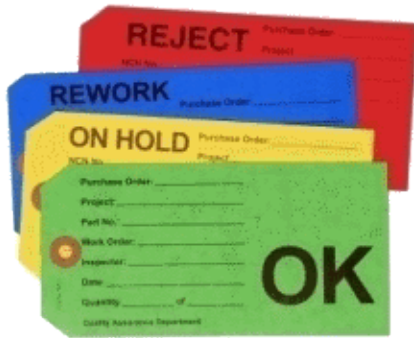 REJECT
Purchase Order:
Project
NCN No.
REWORK
Purchase Order:
ON HOLD
Purchase Order:
Project
NCN No.
Purchase Order:
Project:
Part No.:
Work Order:
Inspector:
Date
Quantity of
Quality Assurance Department
OK